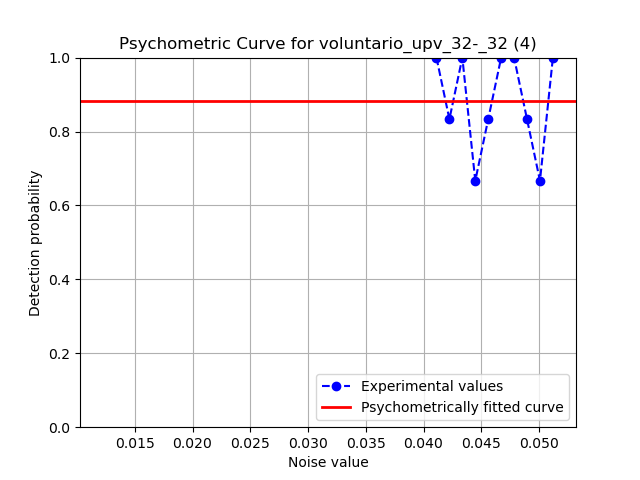 Psychometric Curve for voluntario_upv_32-_32 (4)
1.0
0.8
0.6
0.4
0.2
0.0
Detection probability
Experimental values
Psychometrically fitted curve
0.015 0.020 0.025 0.030 0.035 0.040 0.045 0.050
Noise value